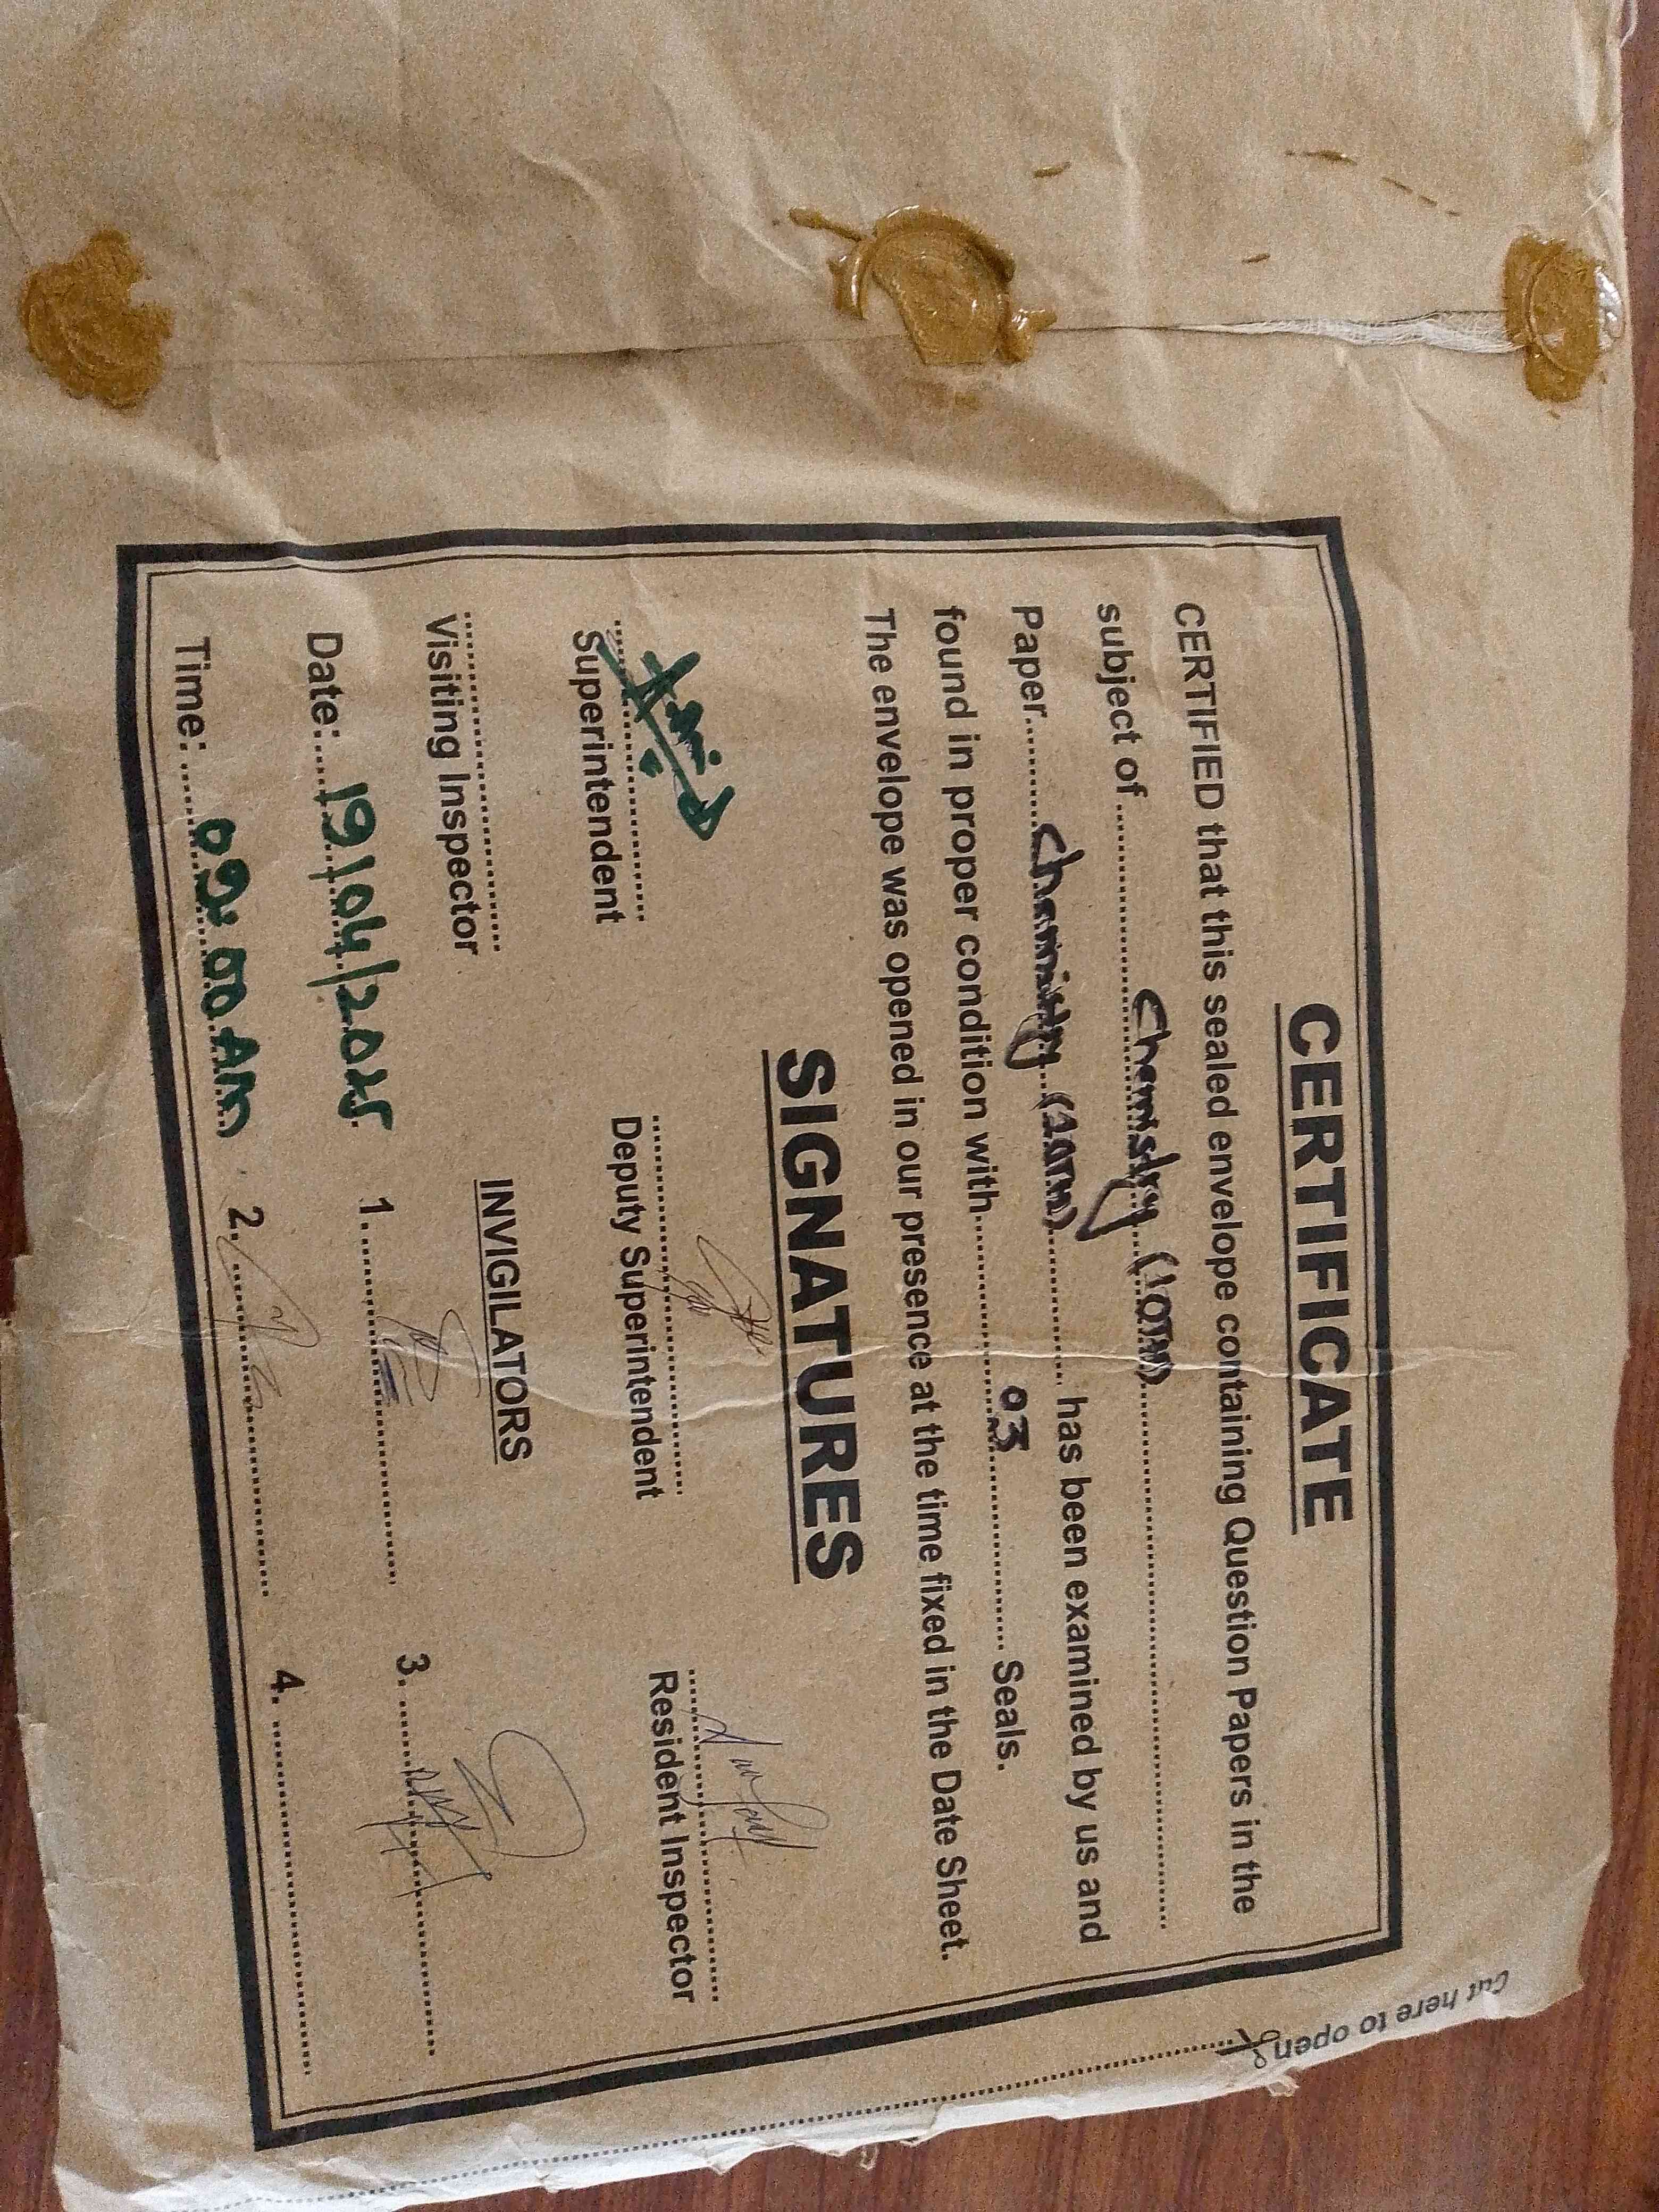 CERTIFICATE
CERTIFIED that this sealed envelope containing Question Papers in the
subject of Chemistry (10TH)
Paper Chemistry (10TH) has been examined by us and
found in proper condition with 03 Seals.
The envelope was opened in our presence at the time fixed in the Date Sheet.
SIGNATURES
Superintendent Deputy Superintendent Resident Inspector
Visiting Inspector INVIGILATORS
Date: 19/04/2025 1. 3.
Time: 09:00 AM 2. 4.
Cut here to open